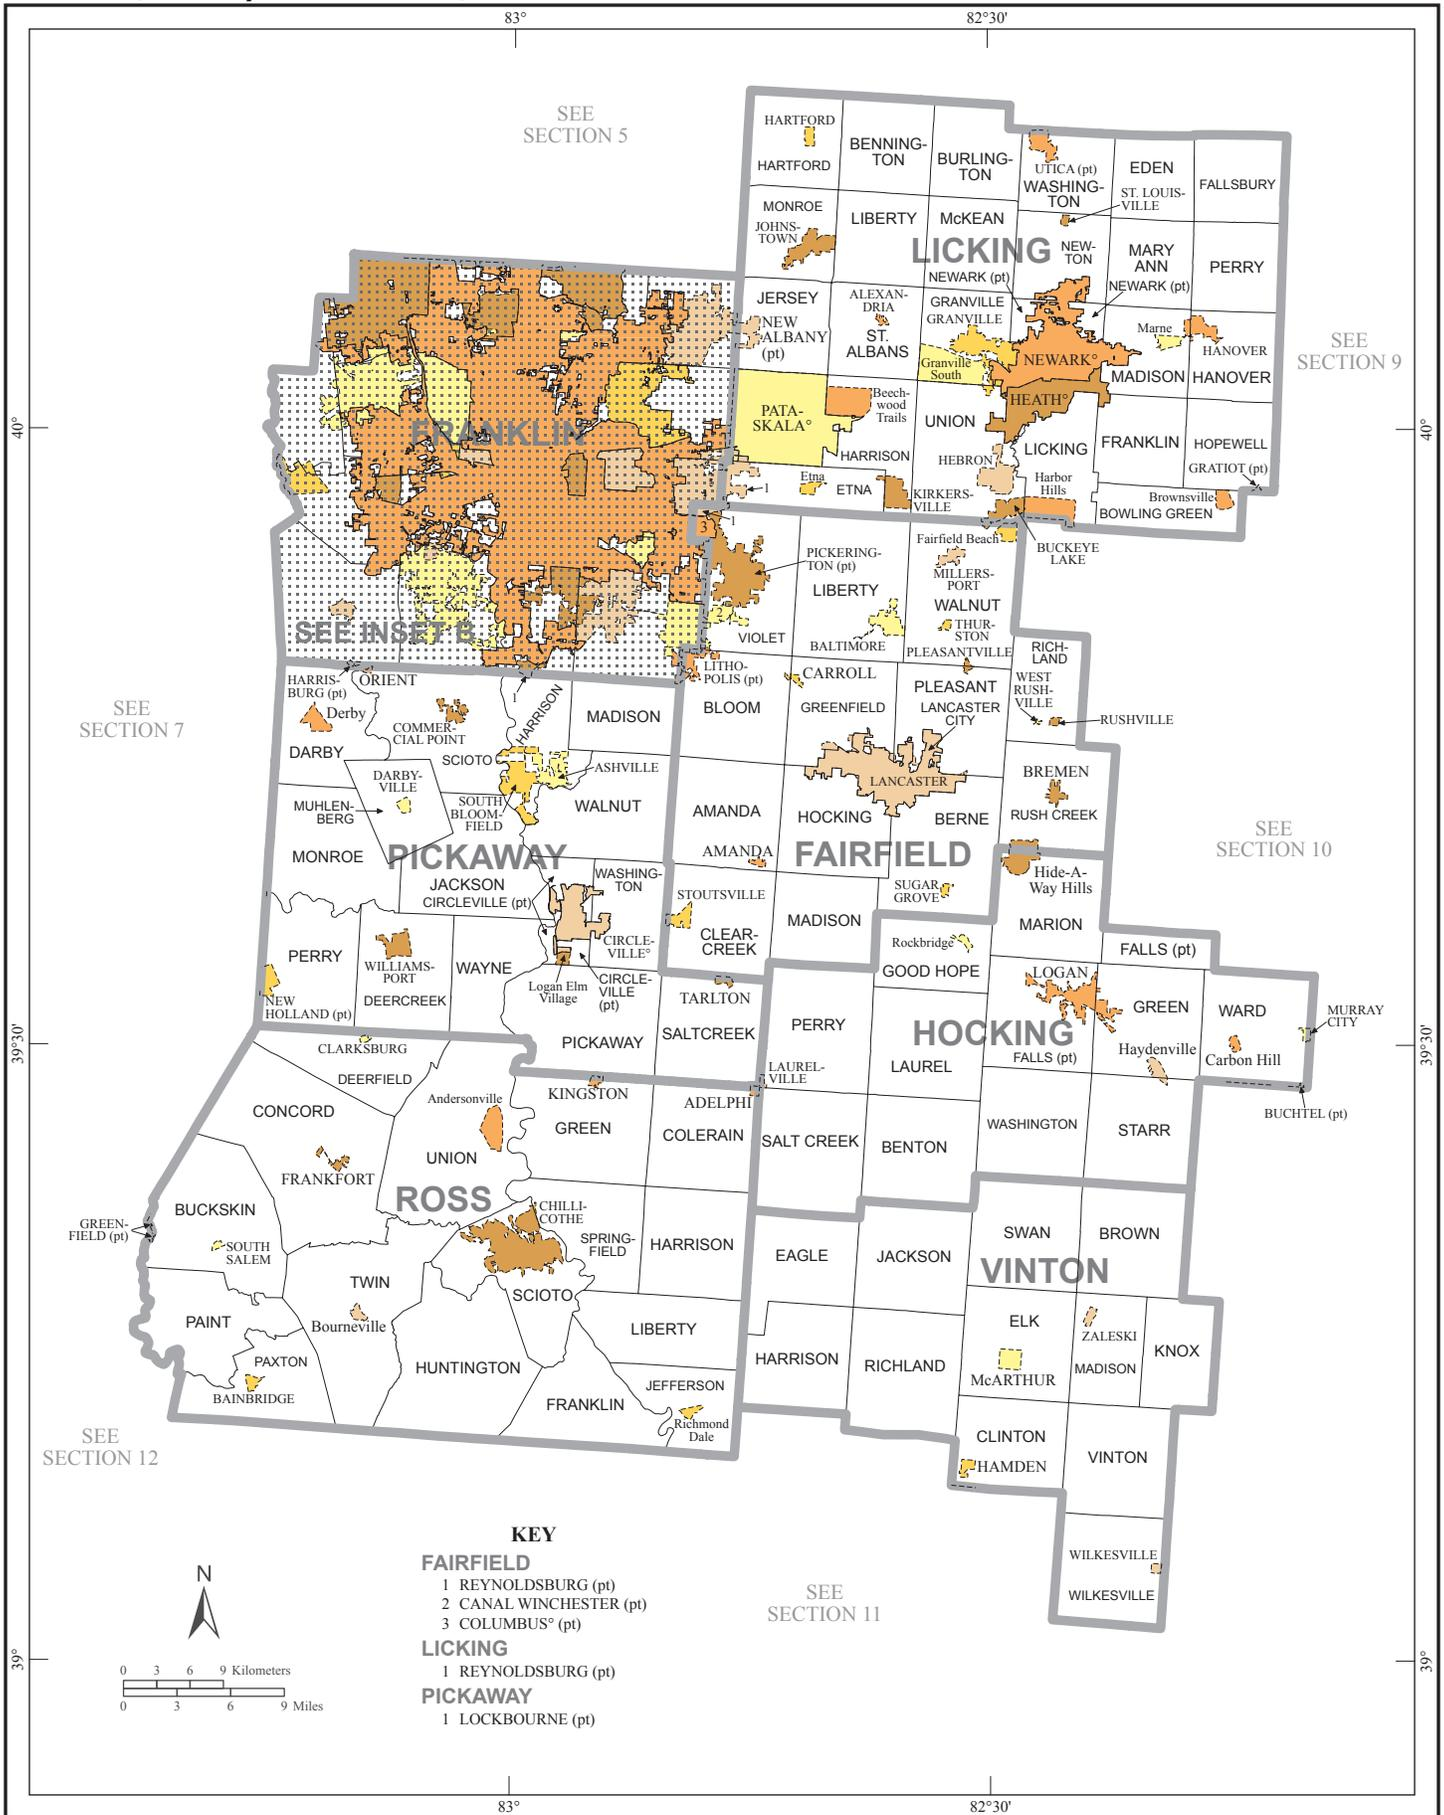 83°
82°30'
SEE
SECTION 5
HARTFORD
HARTFORD
BENNING-
TON
BURLING-
TON
UTICA (pt)
WASHING-
TON
EDEN
FALLSBURY
ST. LOUIS-
VILLE
MONROE
JOHNS-
TOWN
LIBERTY
McKEAN
LICKING
NEW-
TON
MARY
ANN
PERRY
NEWARK (pt)
NEWARK (pt)
JERSEY
NEW
ALBANY
(pt)
ALEXAN-
DRIA
ST.
ALBANS
GRANVILLE
GRANVILLE
Granville
South
NEWARK°
Marne
HANOVER
MADISON
HANOVER
HEATH°
SEE
SECTION 9
40°
40°
FRANKLIN
PATA-
SKALA°
Beech-
wood
Trails
UNION
HARRISON
LICKING
FRANKLIN
HOPEWELL
HEBRON
GRATIOT (pt)
Etna
ETNA
KIRKERS-
VILLE
Harbor
Hills
Brownsville
BOWLING GREEN
1
1
3
Fairfield Beach
BUCKEYE
LAKE
PICKERING-
TON (pt)
MILLERS-
PORT
LIBERTY
WALNUT
THUR-
STON
2
VIOLET
BALTIMORE
PLEASANTVILLE
RICH-
LAND
SEE INSET B
HARRIS-
BURG (pt)
ORIENT
1
LITHO-
POLIS (pt)
CARROLL
PLEASANT
WEST
RUSH-
VILLE
RUSHVILLE
SEE
SECTION 7
Derby
DARBY
COMMER-
CIAL POINT
HARRISON
MADISON
BLOOM
GREENFIELD
LANCASTER
CITY
SCIOTO
ASHVILLE
LANCASTER
BREMEN
RUSH CREEK
DARBY-
VILLE
MUHLEN-
BERG
SOUTH
BLOOM-
FIELD
WALNUT
AMANDA
HOCKING
BERNE
SEE
SECTION 10
MONROE
PICKAWAY
AMANDA
FAIRFIELD
JACKSON
CIRCLEVILLE (pt)
WASHING-
TON
STOUTSVILLE
SUGAR
GROVE
Hide-A-
Way Hills
MARION
MADISON
CLEAR-
CREEK
CIRCLE-
VILLE°
PERRY
WILLIAMS-
PORT
WAYNE
DEERCREEK
NEW
HOLLAND (pt)
Logan Elm
Village
CIRCLE-
VILLE
(pt)
TARLTON
Rockbridge
GOOD HOPE
FALLS (pt)
LOGAN
GREEN
WARD
MURRAY
CITY
39°30'
39°30'
CLARKSBURG
PICKAWAY
SALTCREEK
PERRY
HOCKING
LAUREL
FALLS (pt)
Haydenville
Carbon Hill
DEERFIELD
LAUREL-
VILLE
KINGSTON
ADELPHI
BUCHTEL (pt)
CONCORD
Andersonville
GREEN
COLERAIN
SALT CREEK
BENTON
WASHINGTON
STARR
UNION
FRANKFORT
ROSS
BUCKSKIN
GREEN-
FIELD (pt)
SOUTH
SALEM
CHILLI-
COTHE
SPRING-
FIELD
HARRISON
EAGLE
JACKSON
SWAN
BROWN
VINTON
TWIN
SCIOTO
PAINT
Bourneville
LIBERTY
ELK
ZALESKI
MADISON
KNOX
HARRISON
RICHLAND
McARTHUR
PAXTON
BAINBRIDGE
HUNTINGTON
FRANKLIN
JEFFERSON
Richmond
Dale
CLINTON
HAMDEN
VINTON
SEE
SECTION 12
WILKESVILLE
WILKESVILLE
SEE
SECTION 11
KEY
FAIRFIELD
1 REYNOLDSBURG (pt)
2 CANAL WINCHESTER (pt)
3 COLUMBUS° (pt)
LICKING
1 REYNOLDSBURG (pt)
PICKAWAY
1 LOCKBOURNE (pt)
N
0 3 6 9 Kilometers
0 3 6 9 Miles
39°
39°
83°
82°30'